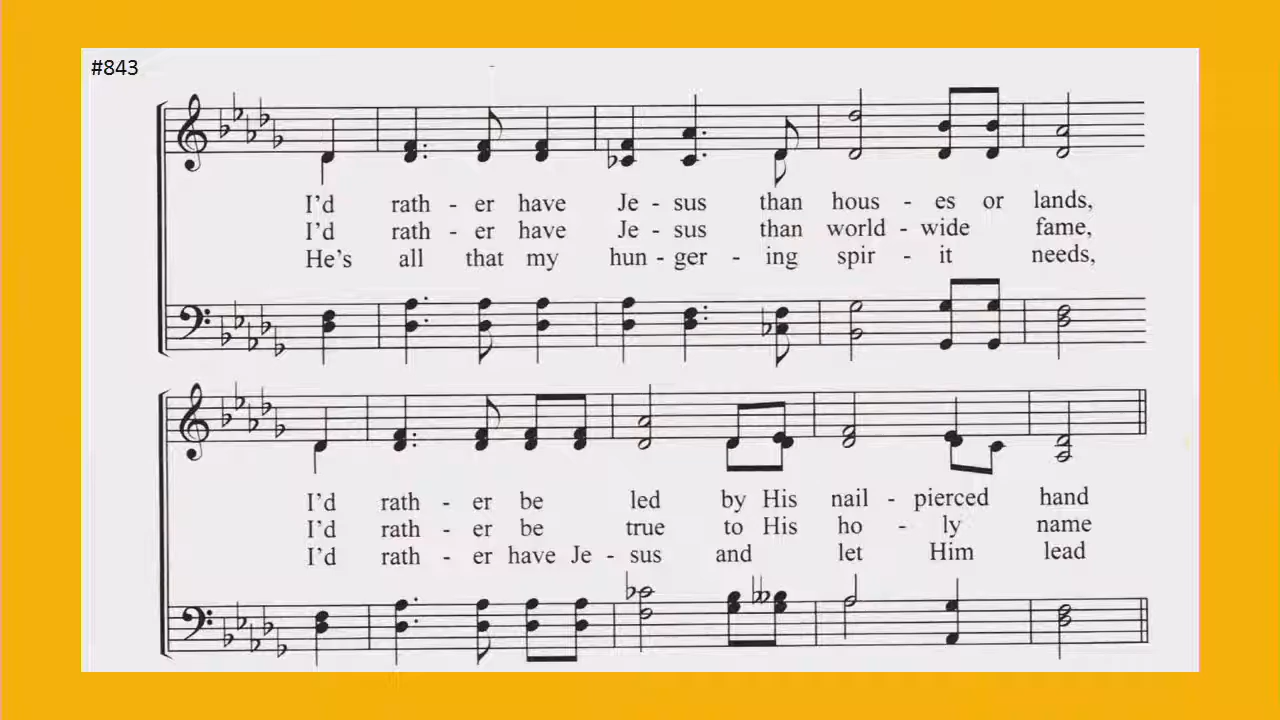 #843
I'd rath - er have Je - sus than hous - es or lands,
I'd rath - er have Je - sus than world - wide fame,
He's all that my hun - ger - ing spir - it needs,
I'd rath - er be led by His nail - pierced hand
I'd rath - er be true to His ho - ly name
I'd rath - er have Je - sus and let Him lead